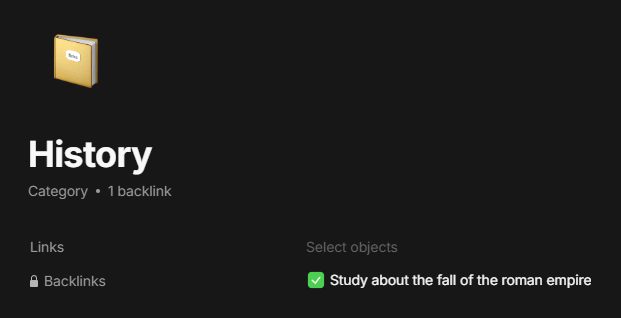 History
Category • 1 backlink
Links Select objects
Backlinks Study about the fall of the roman empire